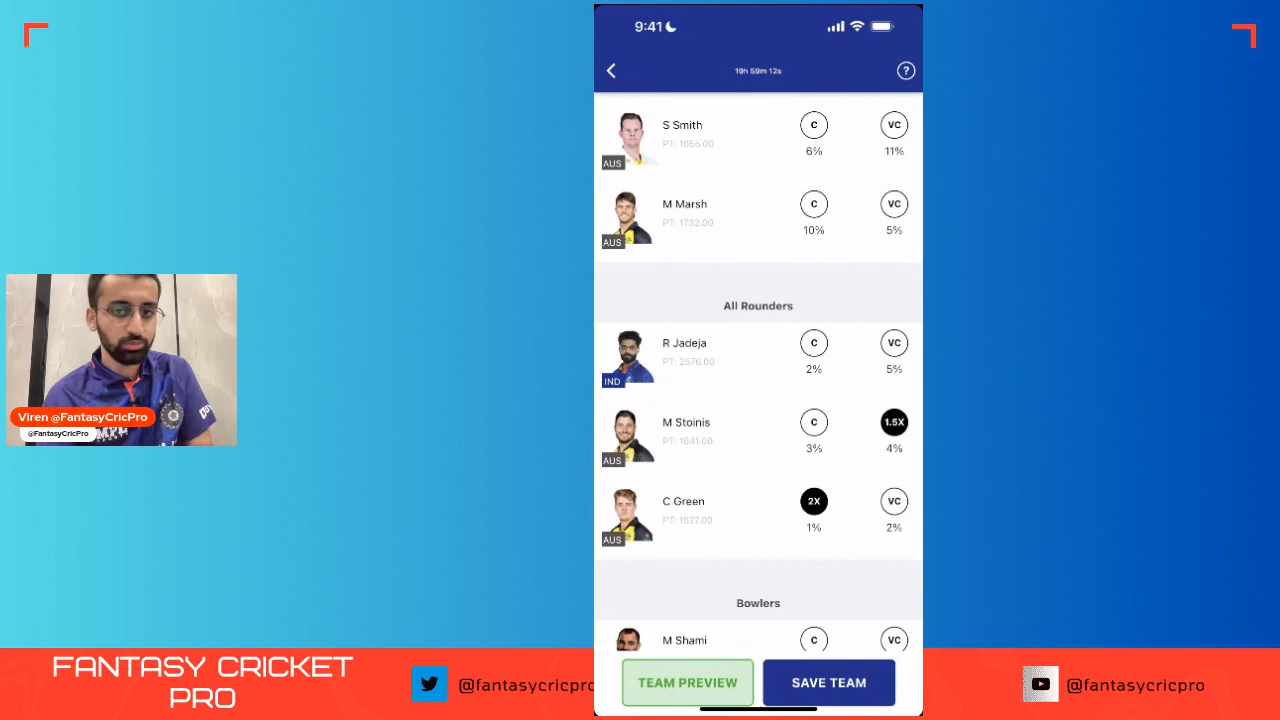 9:41
19h 59m 12s
?
S Smith
PT: 1055.00
AUS
C
6%
VC
11%
M Marsh
PT: 1732.00
AUS
C
10%
VC
5%
All Rounders
R Jadeja
PT: 2576.00
IND
C
2%
VC
5%
M Stoinis
PT: 1641.00
AUS
C
3%
1.5X
4%
C Green
PT: 1527.00
AUS
2X
1%
VC
2%
Bowlers
M Shami
C
VC
TEAM PREVIEW
SAVE TEAM
Viren @FantasyCricPro
@FantasyCricPro
FANTASY CRICKET
PRO
@fantasycricpro
@fantasycricpro